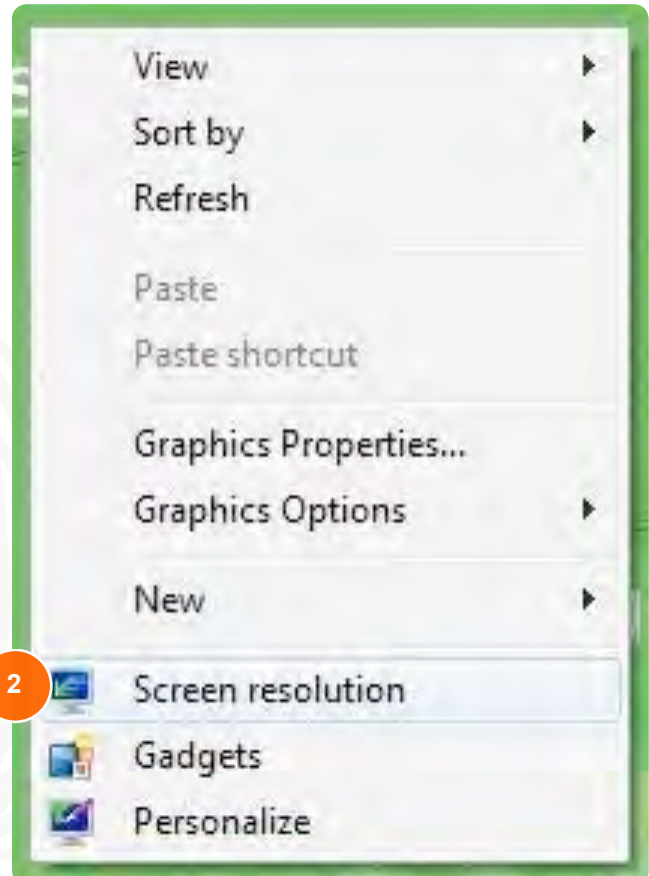 View
Sort by
Refresh
Paste
Paste shortcut
Graphics Properties...
Graphics Options
New
2
Screen resolution
Gadgets
Personalize